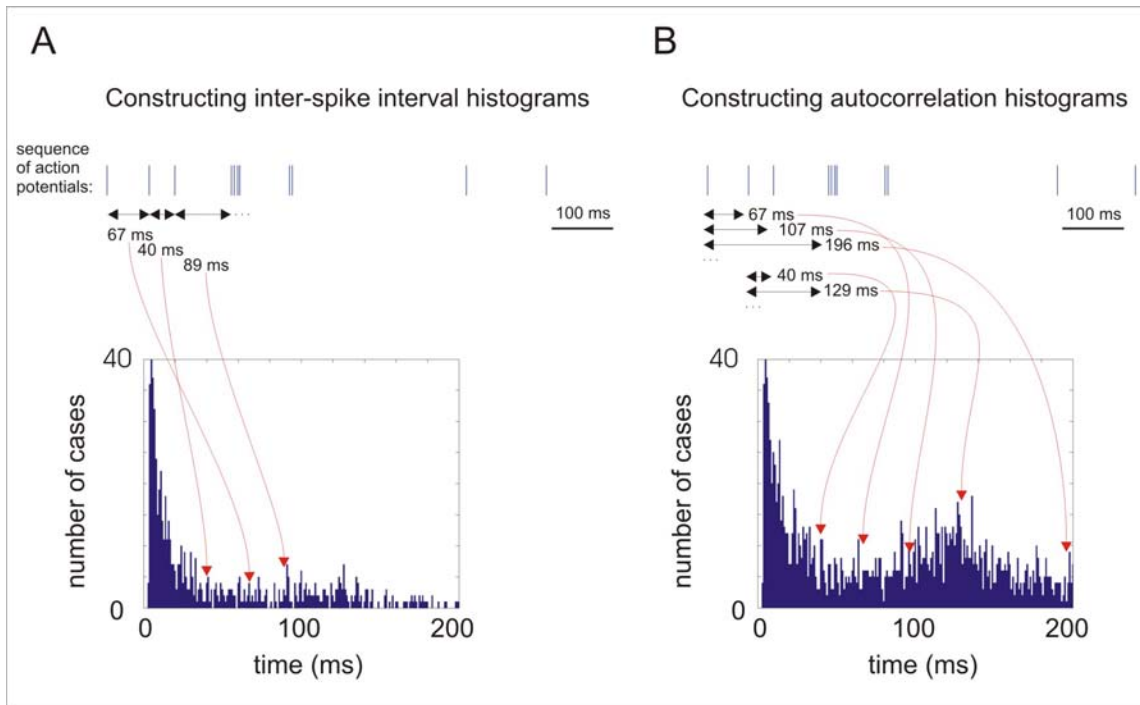 A
Constructing inter-spike interval histograms
sequence
of action
potentials:
100 ms
67 ms
40 ms
89 ms
. . .
40
number of cases
0
0
100
200
time (ms)
B
Constructing autocorrelation histograms
67 ms
100 ms
107 ms
196 ms
. . .
40 ms
129 ms
. . .
40
number of cases
0
0
100
200
time (ms)